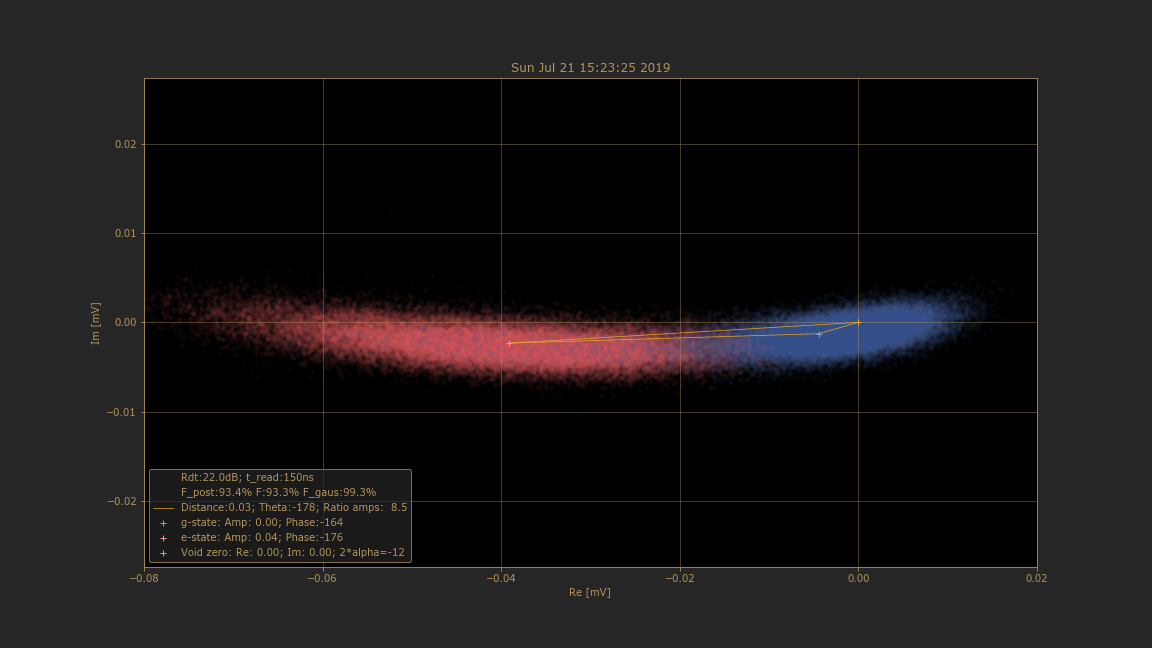 Sun Jul 21 15:23:25 2019
0.02
0.01
0.00
−0.01
−0.02
Im [mV]
Rdt:22.0dB; t_read:150ns
F_post:93.4% F:93.3% F_gaus:99.3%
Distance:0.03; Theta:-178; Ratio amps:  8.5
g-state: Amp: 0.00; Phase:-164
e-state: Amp: 0.04; Phase:-176
Void zero: Re: 0.00; Im: 0.00; 2*alpha=-12
−0.08 −0.06 −0.04 −0.02 0.00 0.02
Re [mV]